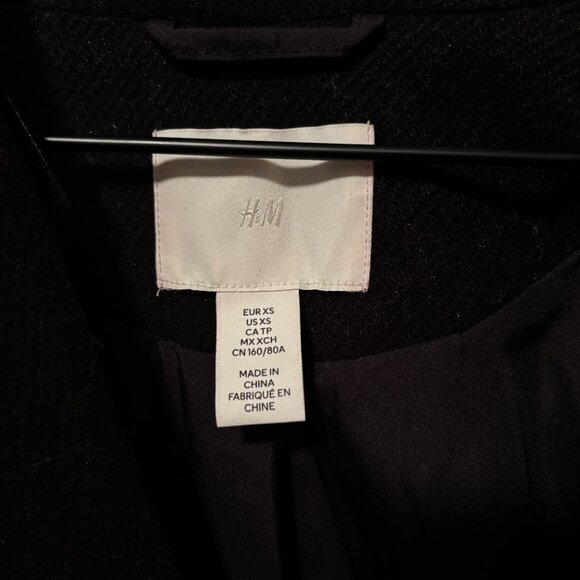 H&M
EUR XS
US XS
CA TP
MX XCH
CN 160/80A
MADE IN
CHINA
FABRIQUÉ EN
CHINE